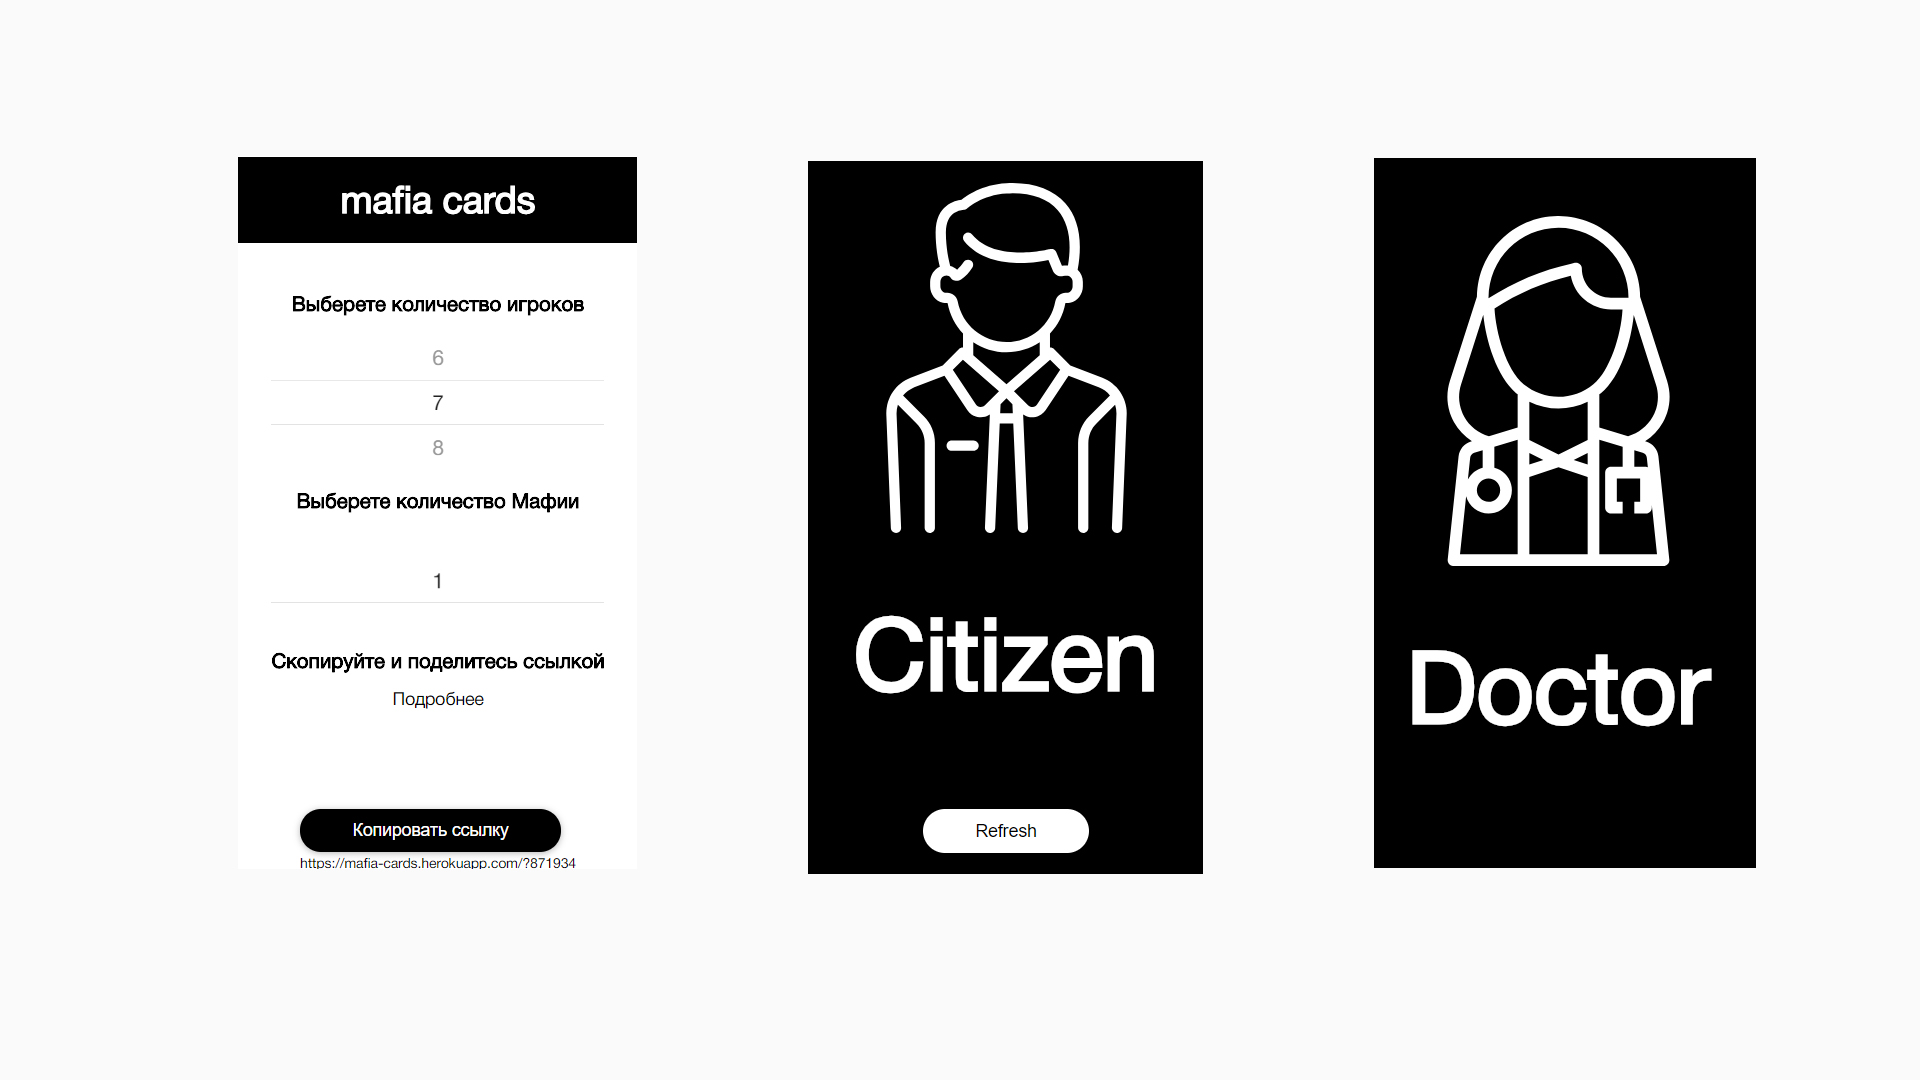 mafia cards
Выберете количество игроков
6
7
8
Выберете количество Мафии
1
Скопируйте и поделитесь ссылкой
Подробнее
Копировать ссылку
https://mafia-cards.herokuapp.com/?871934
Citizen
Refresh
Doctor